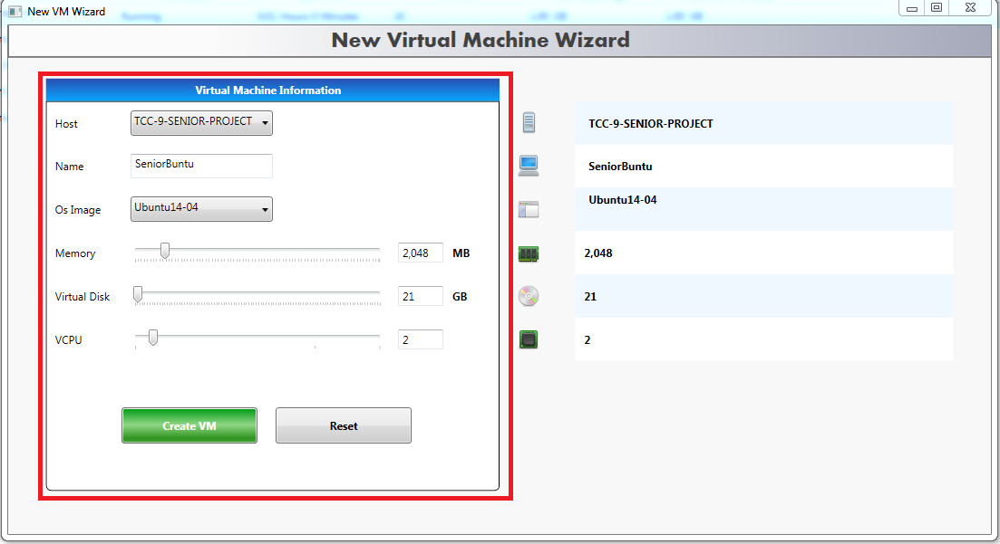 New VM Wizard
New Virtual Machine Wizard
Virtual Machine Information
Host TCC-9-SENIOR-PROJECT
Name SeniorBuntu
Os Image Ubuntu14-04
Memory 2,048 MB
Virtual Disk 21 GB
VCPU 2
Create VM Reset
TCC-9-SENIOR-PROJECT
SeniorBuntu
Ubuntu14-04
2,048
21
2